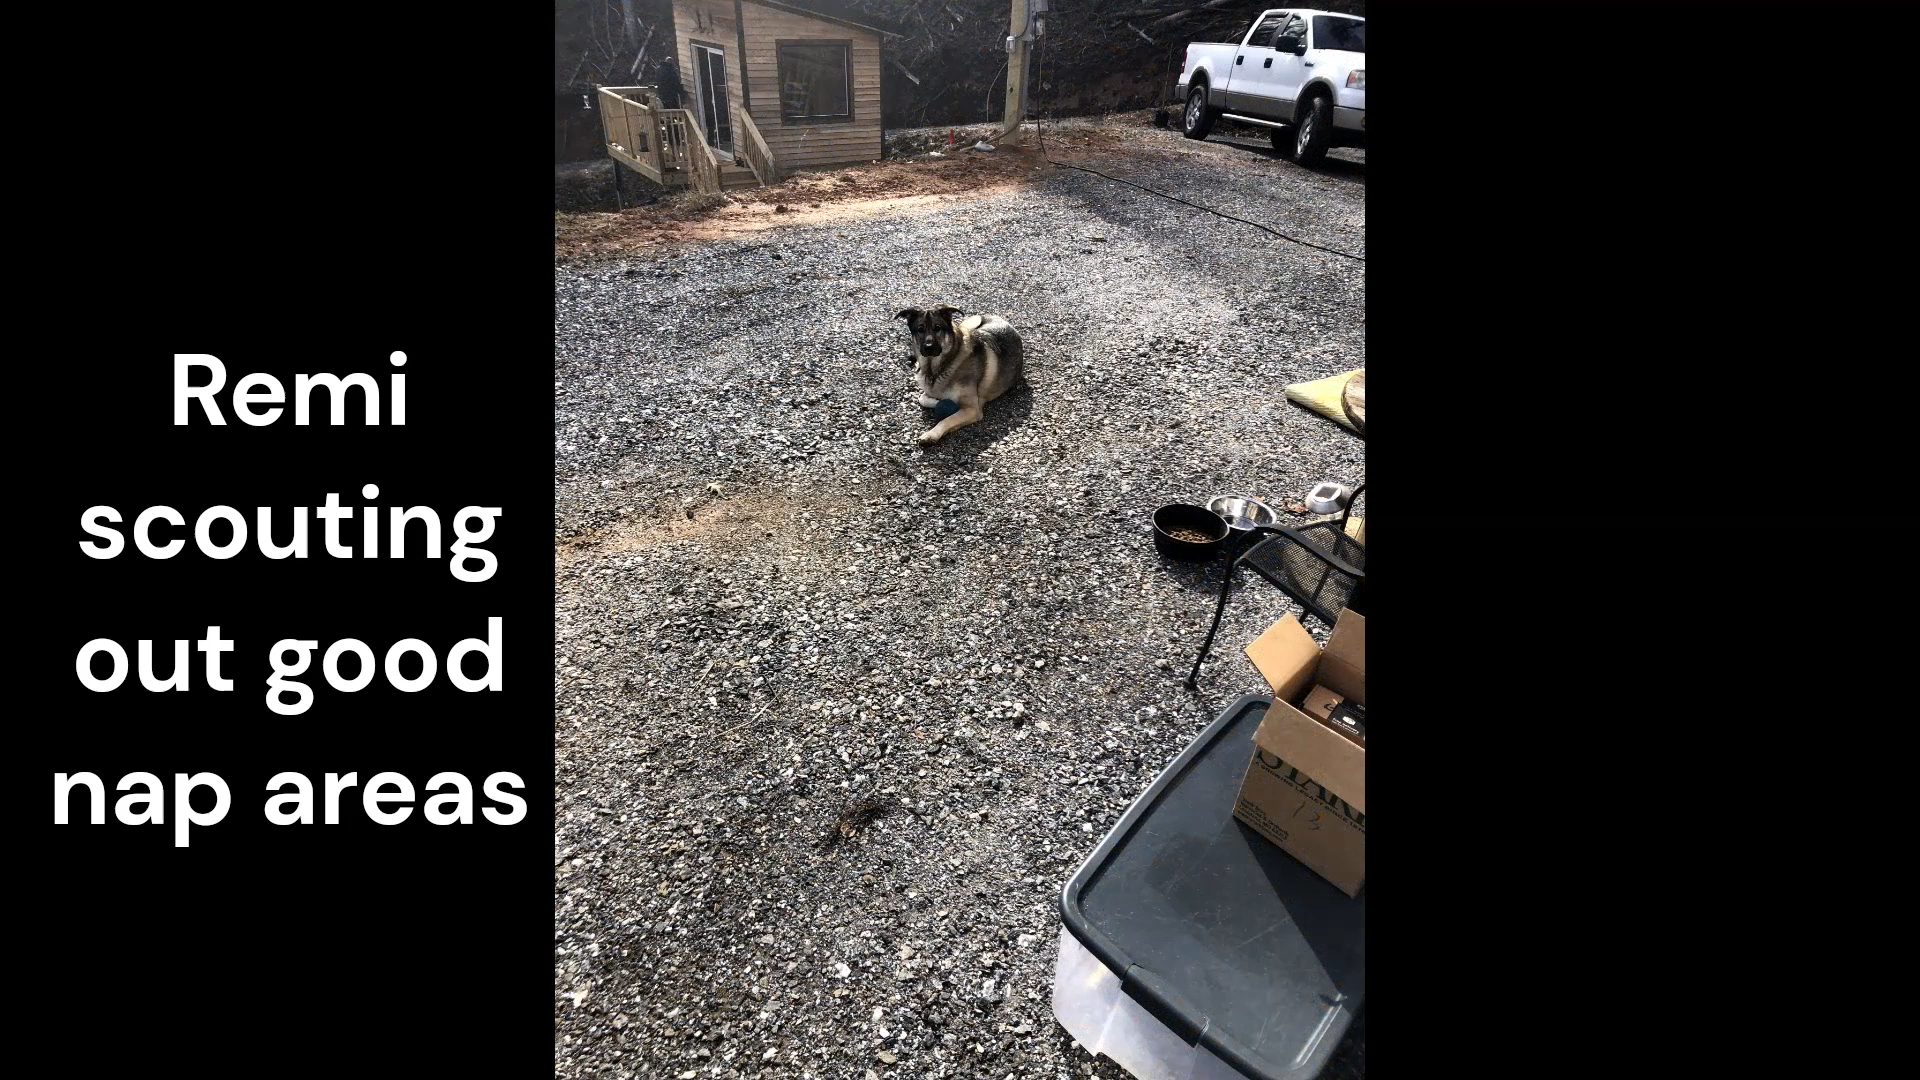 Remi
scouting
out good
nap areas